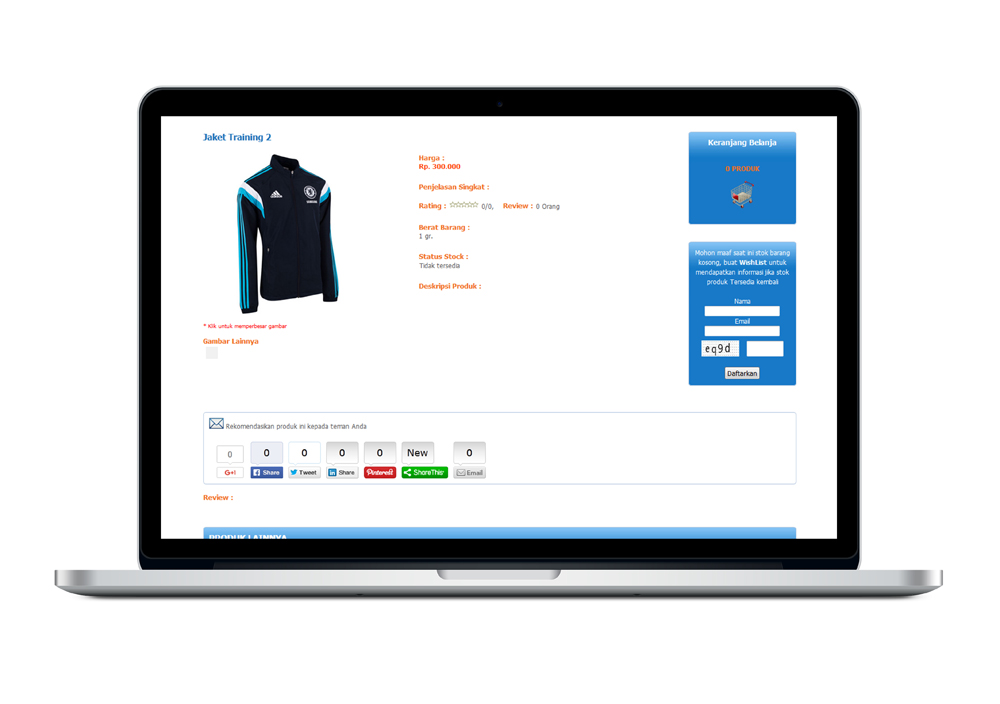 Jaket Training 2
Harga :
Rp. 300.000
Penjelasan Singkat :
Rating : 0/0, Review : 0 Orang
Berat Barang :
1 gr.
Status Stock :
Tidak tersedia
Deskripsi Produk :
adidas
* Klik untuk memperbesar gambar
Gambar Lainnya
Keranjang Belanja
0 PRODUK
Mohon maaf saat ini stok barang
kosong, buat WishList untuk
mendapatkan informasi jika stok
produk Tersedia kembali
Nama
Email
eq9d
Daftarkan
Rekomendasikan produk ini kepada teman Anda
0 0 0 0 0 New 0
G+1 Share Tweet Share Pinterest ShareThis Email
Review :
PRODUK LAINNYA